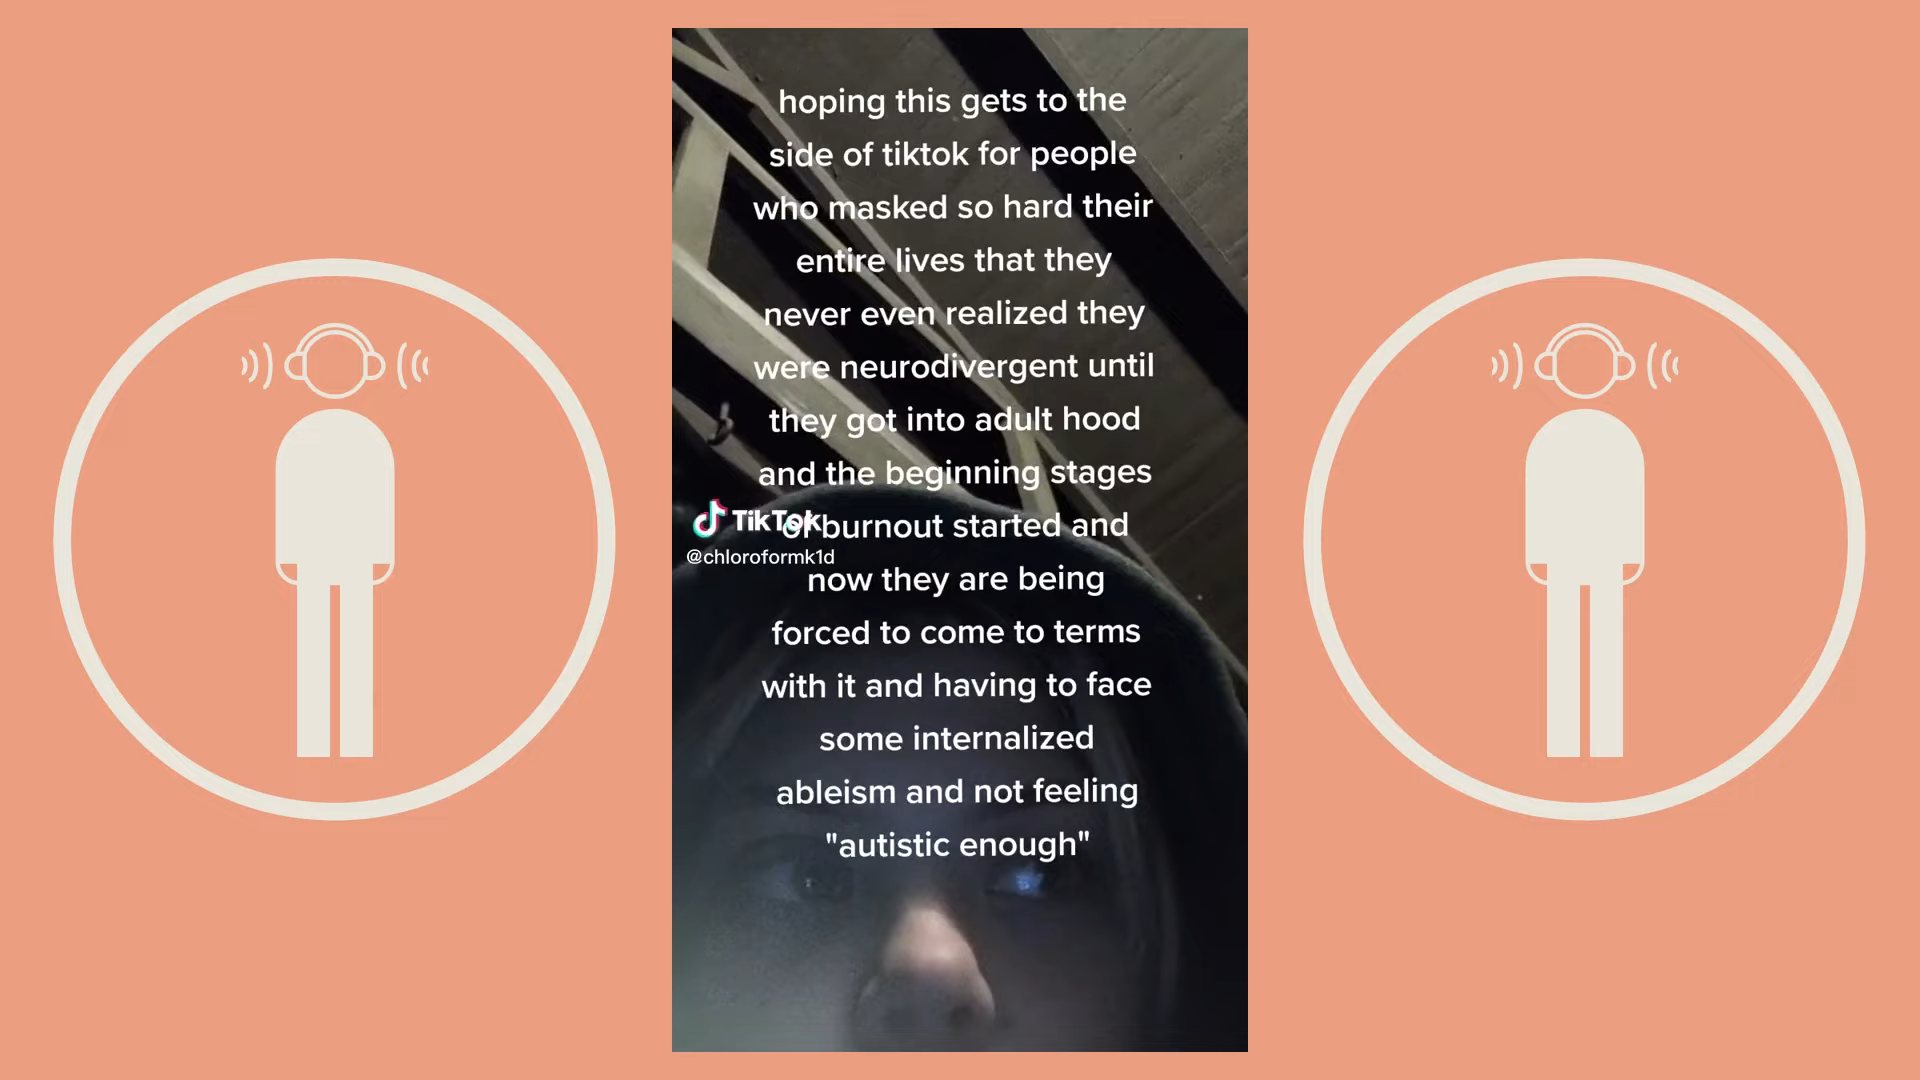 hoping this gets to the
side of tiktok for people
who masked so hard their
entire lives that they
never even realized they
were neurodivergent until
they got into adult hood
and the beginning stages
of burnout started and
now they are being
forced to come to terms
with it and having to face
some internalized
ableism and not feeling
"autistic enough"
TikTok
@chloroformk1d